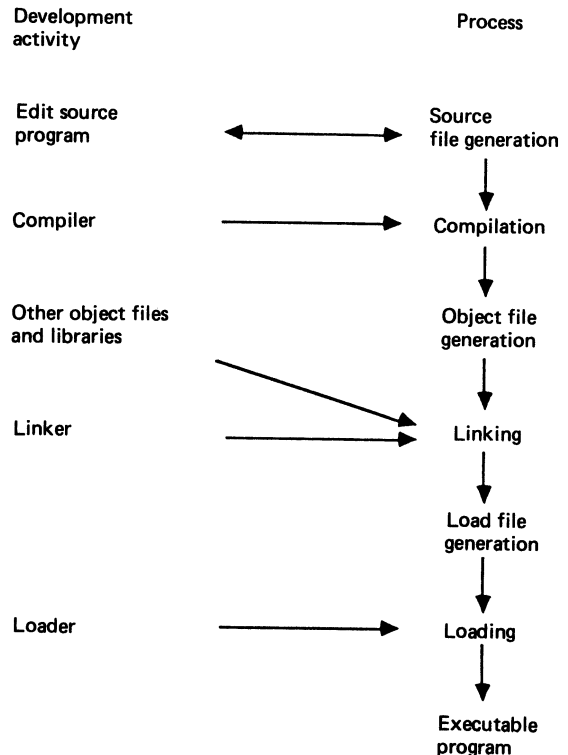 Development
activity
Process
Edit source
program
Source
file generation
Compiler
Compilation
Other object files
and libraries
Object file
generation
Linker
Linking
Load file
generation
Loader
Loading
Executable
program